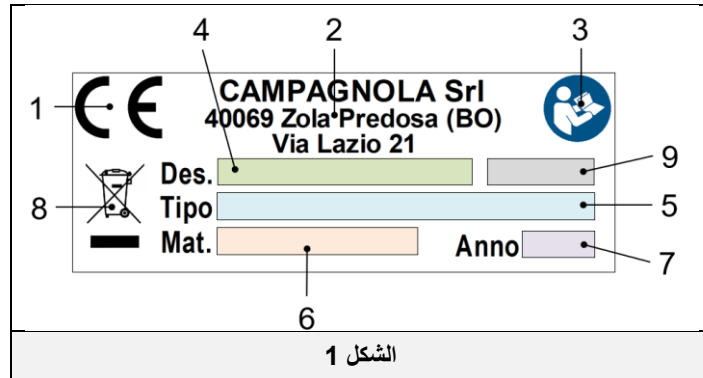 4 2 3
CAMPAGNOLA Srl
1 CE 40069 Zola Predosa (BO)
Via Lazio 21
Des. 9
8 Tipo 5
Mat. Anno 7
6
الشكل 1